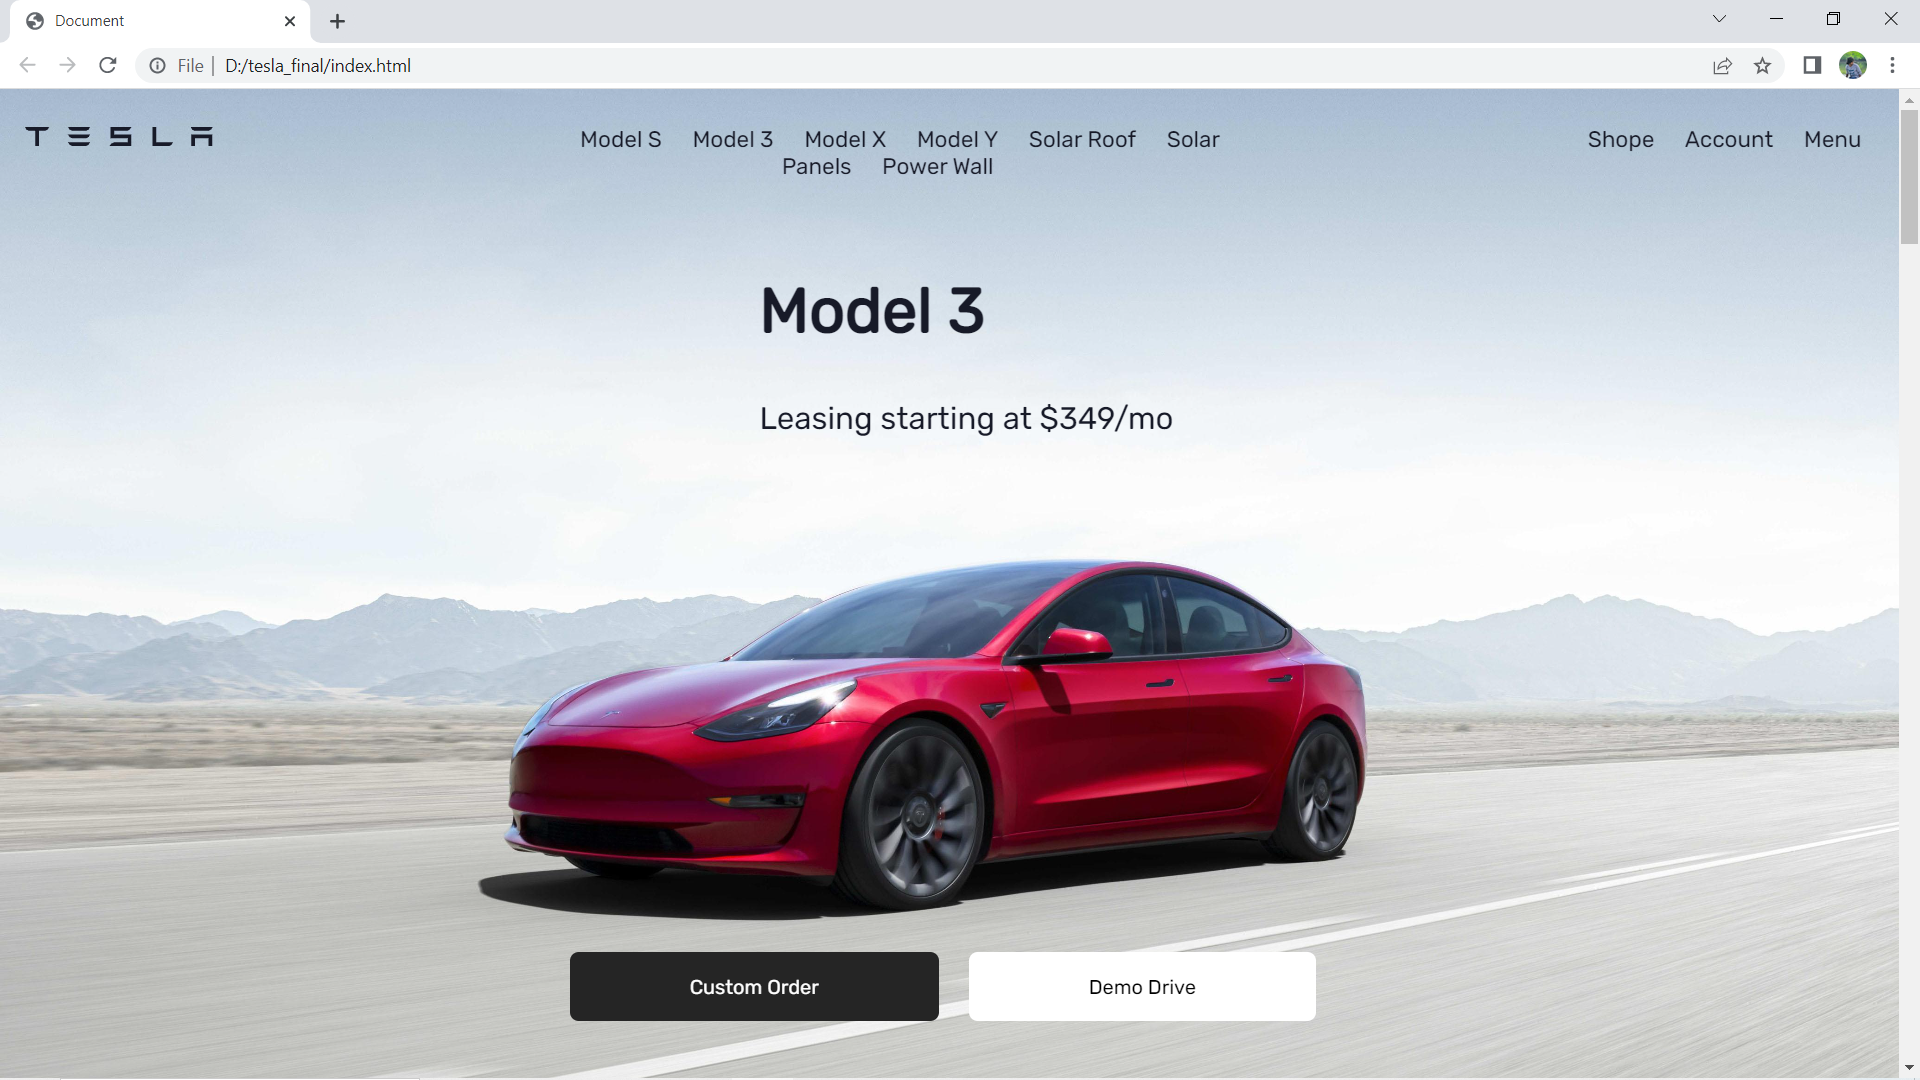 Document
File
D:/tesla_final/index.html
TESLA
Model S Model 3 Model X Model Y Solar Roof Solar
Panels Power Wall
Shope Account Menu
Model 3
Leasing starting at $349/mo
Custom Order
Demo Drive